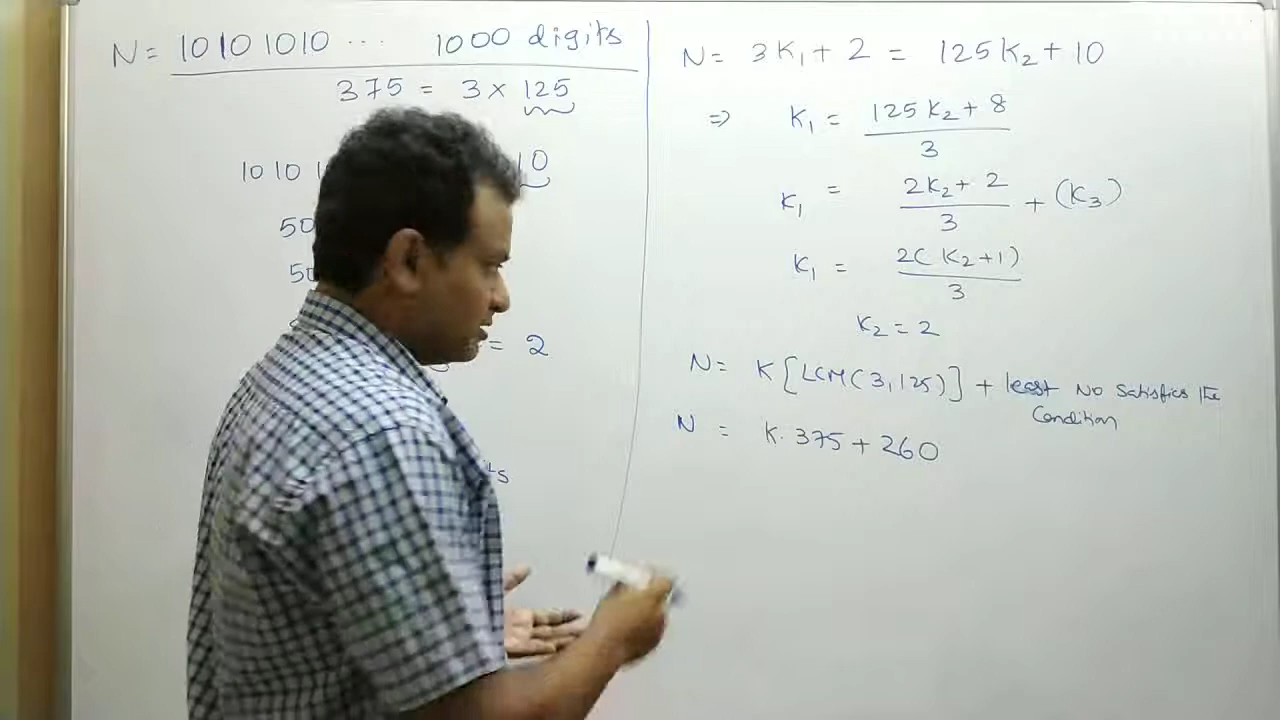 N = 10101010 ... 1000 digits
375 = 3 × 125
10 10 1 10
50
50
= 2
ts
N = 3K₁ + 2 = 125K₂ + 10
⇒ K₁ = 125K₂ + 8 / 3
K₁ = 2K₂ + 2 / 3 + (K₃)
K₁ = 2(K₂+1) / 3
K₂ = 2
N = K[LCM(3,125)] + least No satisfies the
Condition
N = K. 375 + 260